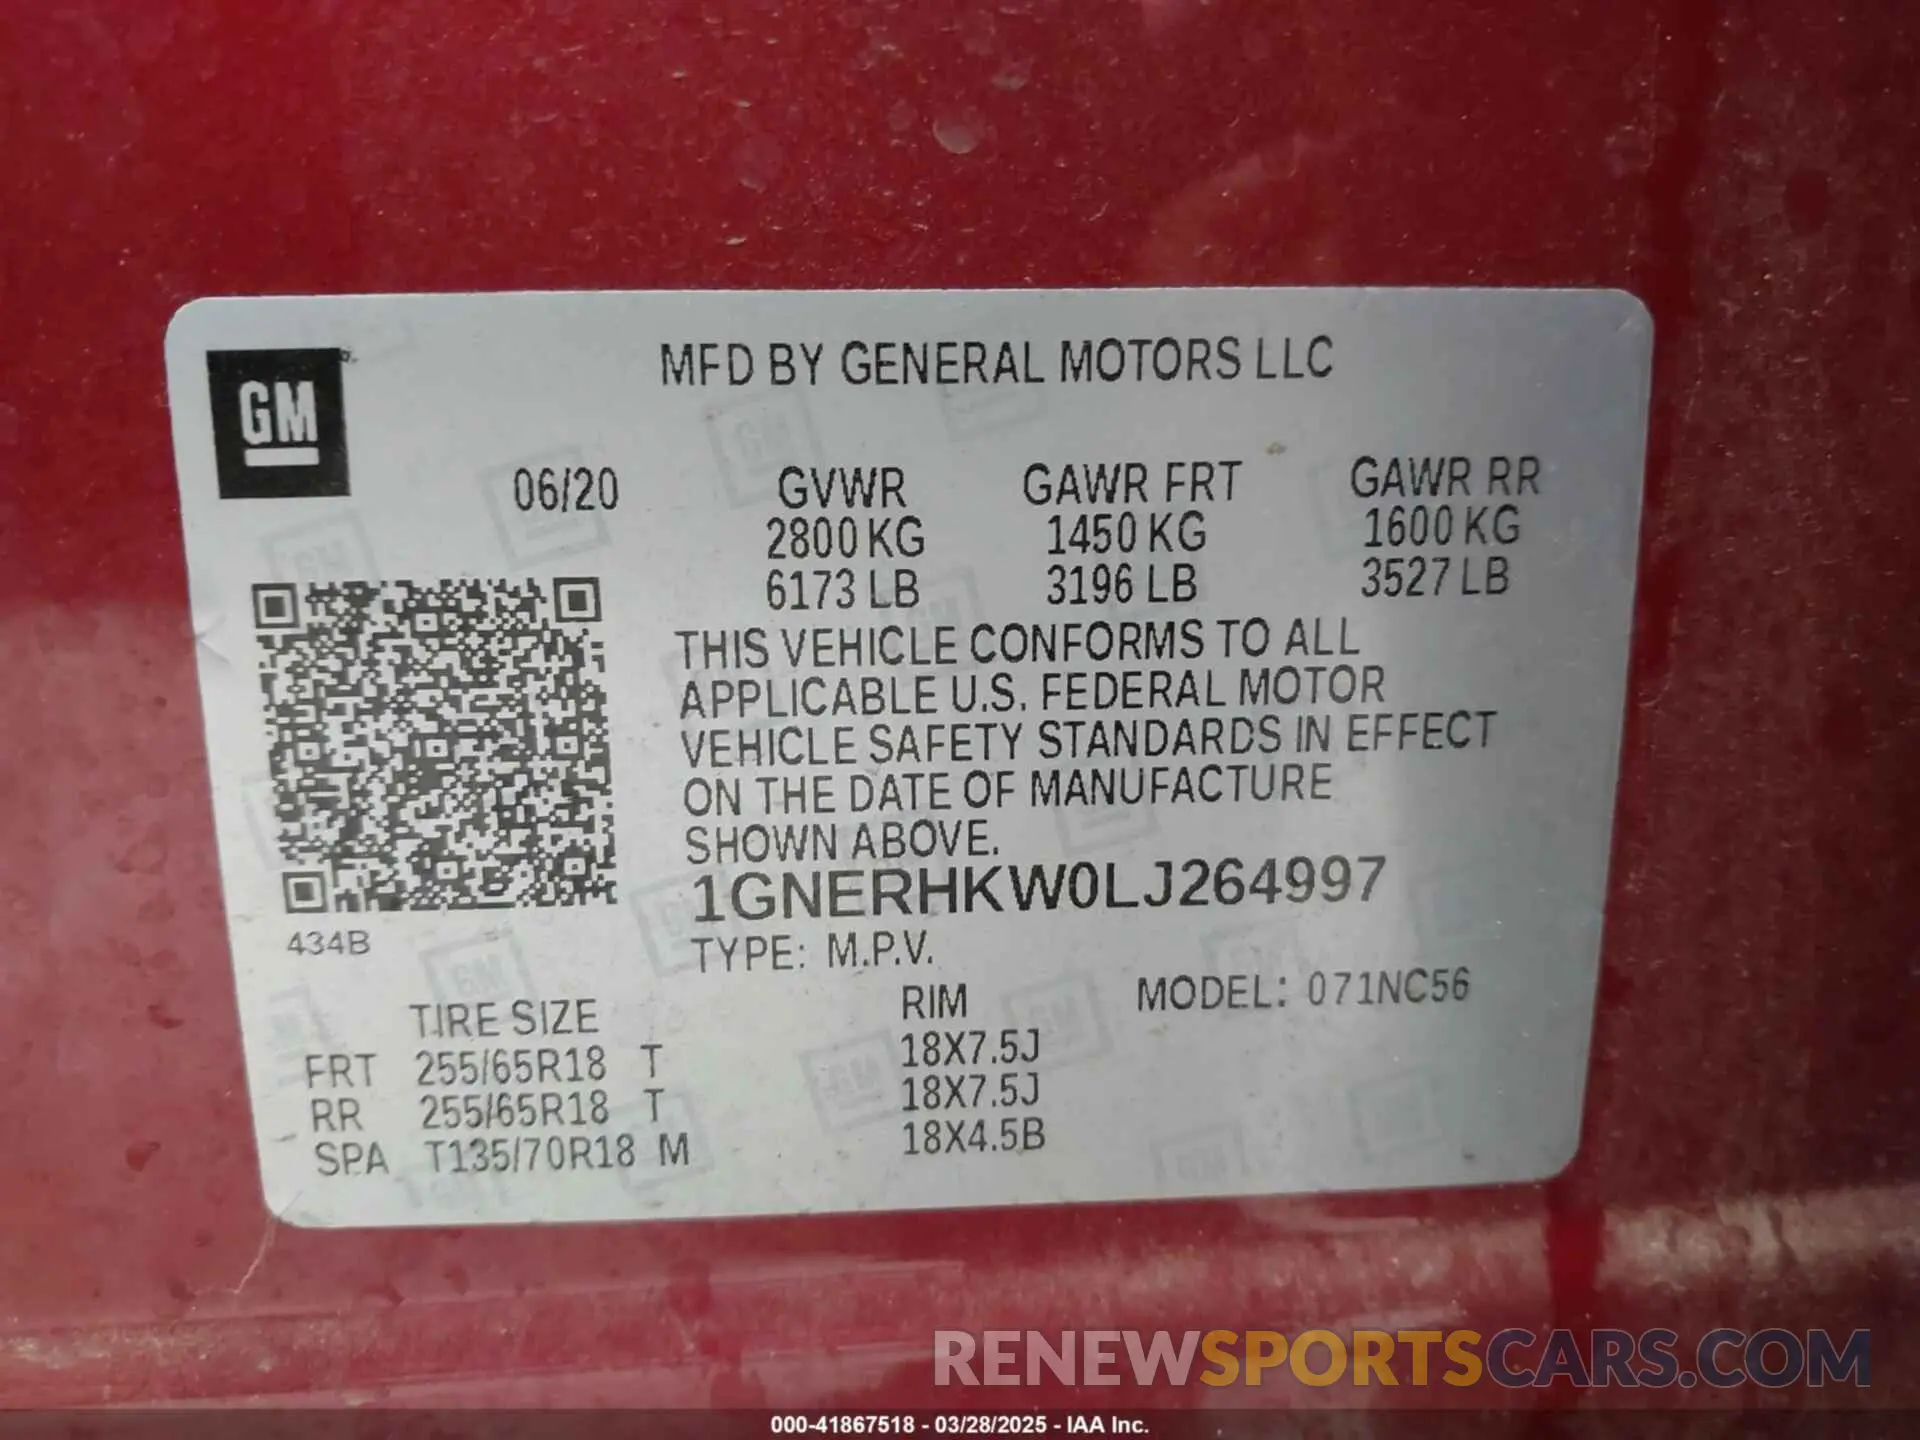 MFD BY GENERAL MOTORS LLC
GM
06/20 GVWR GAWR FRT GAWR RR
2800 KG 1450 KG 1600 KG
6173 LB 3196 LB 3527 LB
THIS VEHICLE CONFORMS TO ALL
APPLICABLE U.S. FEDERAL MOTOR
VEHICLE SAFETY STANDARDS IN EFFECT
ON THE DATE OF MANUFACTURE
SHOWN ABOVE.
1GNERHKW0LJ264997
434B
TYPE: M.P.V.
TIRE SIZE RIM MODEL: 071NC56
FRT 255/65R18 T 18X7.5J
RR 255/65R18 T 18X7.5J
SPA T135/70R18 M 18X4.5B
RENEWSPORTSCARS.COM
000-41867518 - 03/28/2025 - IAA Inc.